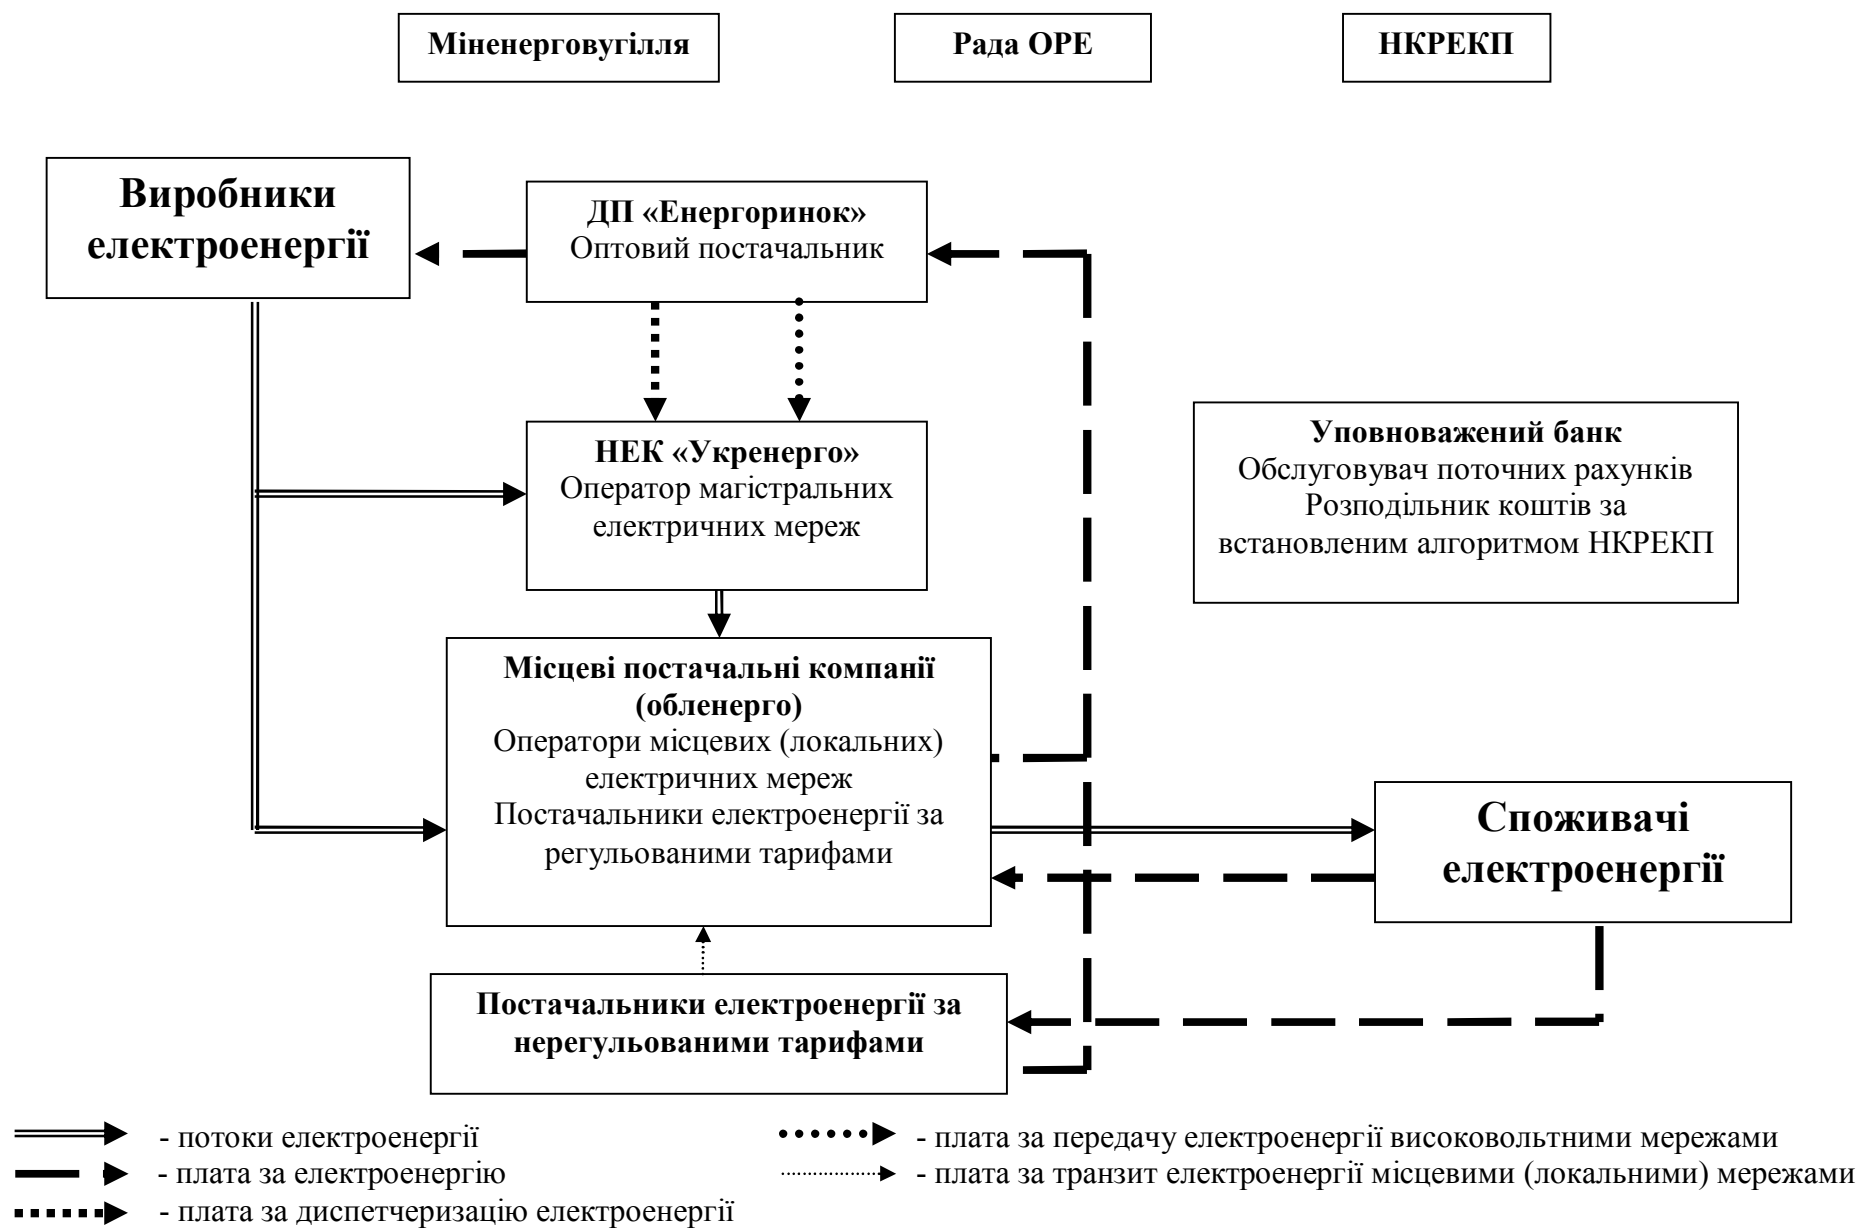 Міненерговугілля
Рада ОРЕ
НКРЕКП
Виробники
електроенергії
ДП «Енергоринок»
Оптовий постачальник
НЕК «Укренерго»
Оператор магістральних
електричних мереж
Уповноважений банк
Обслуговувач поточних рахунків
Розподільник коштів за
встановленим алгоритмом НКРЕКП
Місцеві постачальні компанії
(обленерго)
Оператори місцевих (локальних)
електричних мереж
Постачальники електроенергії за
регульованими тарифами
Споживачі
електроенергії
Постачальники електроенергії за
нерегульованими тарифами
- потоки електроенергії
- плата за електроенергію
- плата за диспетчеризацію електроенергії
- плата за передачу електроенергії високовольтними мережами
- плата за транзит електроенергії місцевими (локальними) мережами